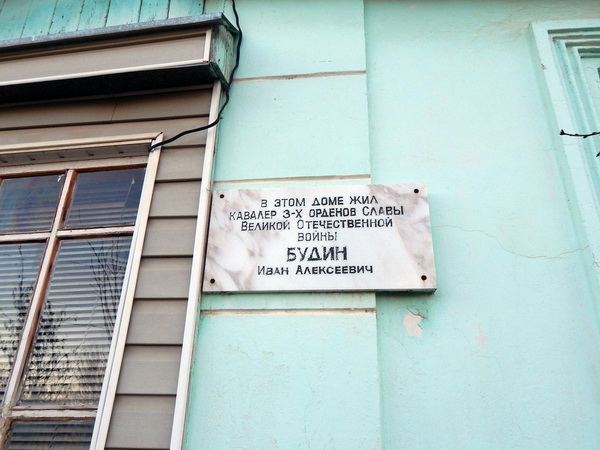 В ЭТОМ ДОМЕ ЖИЛ
КАВАЛЕР 3-Х ОРДЕНОВ СЛАВЫ
ВЕЛИКОЙ ОТЕЧЕСТВЕННОЙ
ВОЙНЫ
БУДИН
ИВАН АЛЕКСЕЕВИЧ